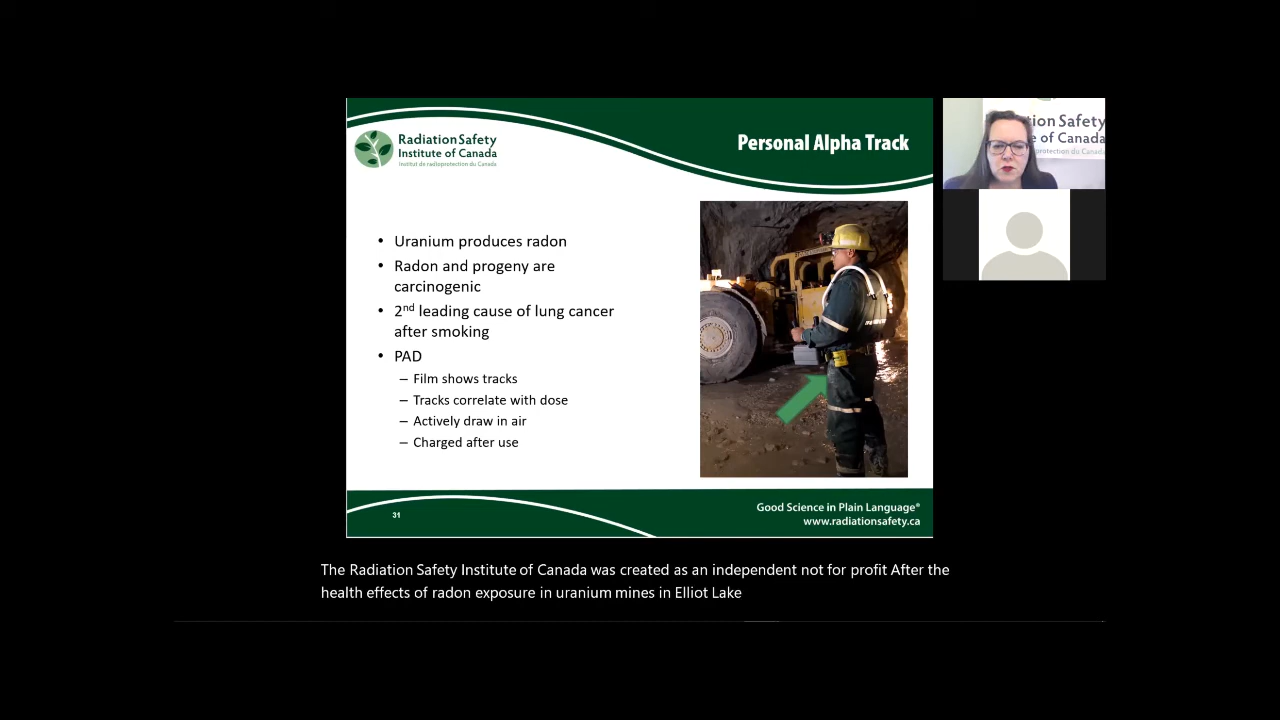 Radiation Safety
Institute of Canada
Institut de radioprotection du Canada
Personal Alpha Track
• Uranium produces radon
• Radon and progeny are
carcinogenic
• 2nd leading cause of lung cancer
after smoking
• PAD
– Film shows tracks
– Tracks correlate with dose
– Actively draw in air
– Charged after use
31
Good Science in Plain Language®
www.radiationsafety.ca
tion Safety
e of Canada
oprotection du Canada
The Radiation Safety Institute of Canada was created as an independent not for profit After the
health effects of radon exposure in uranium mines in Elliot Lake